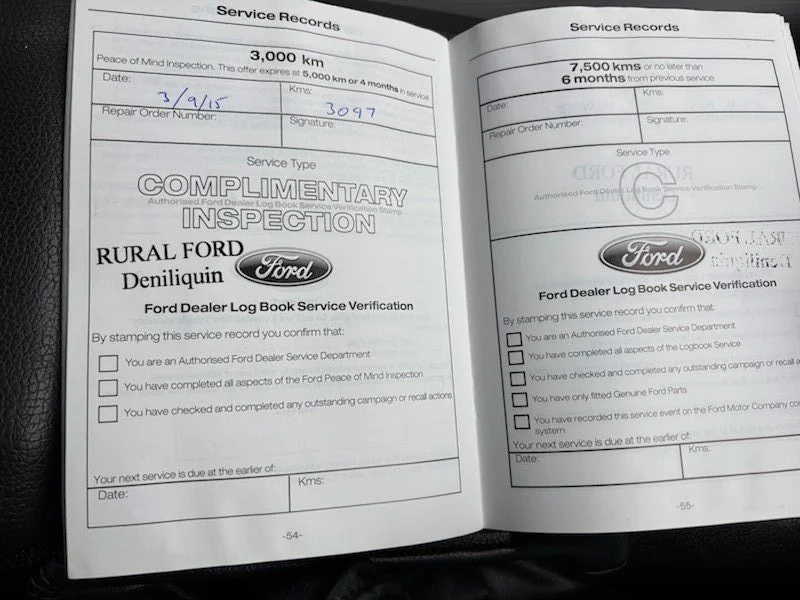 Service Records
3,000 km
Peace of Mind Inspection. This offer expires at 5,000 km or 4 months in service
Date:
Kms:
3/9/15
3097
Repair Order Number:
Signature:
Service Type
COMPLIMENTARY
Authorised Ford Dealer Log Book Service Verification Stamp
INSPECTION
RURAL FORD
Deniliquin
Ford
Ford Dealer Log Book Service Verification
By stamping this service record you confirm that:
You are an Authorised Ford Dealer Service Department
You have completed all aspects of the Ford Peace of Mind Inspection
You have checked and completed any outstanding campaign or recall actions
Your next service is due at the earlier of:
Date:
Kms:
-54-
Service Records
7,500 kms or no later than
6 months from previous service
Date:
Kms:
Repair Order Number:
Signature:
Service Type
C
Authorised Ford Dealer Log Book Service Verification Stamp
Ford
Ford Dealer Log Book Service Verification
By stamping this service record you confirm that:
You are an Authorised Ford Dealer Service Department
You have completed all aspects of the Logbook Service
You have checked and completed any outstanding campaign or recall a
You have only fitted Genuine Ford Parts
You have recorded this service event on the Ford Motor Company co
system
Your next service is due at the earlier of:
Date:
Kms:
-55-